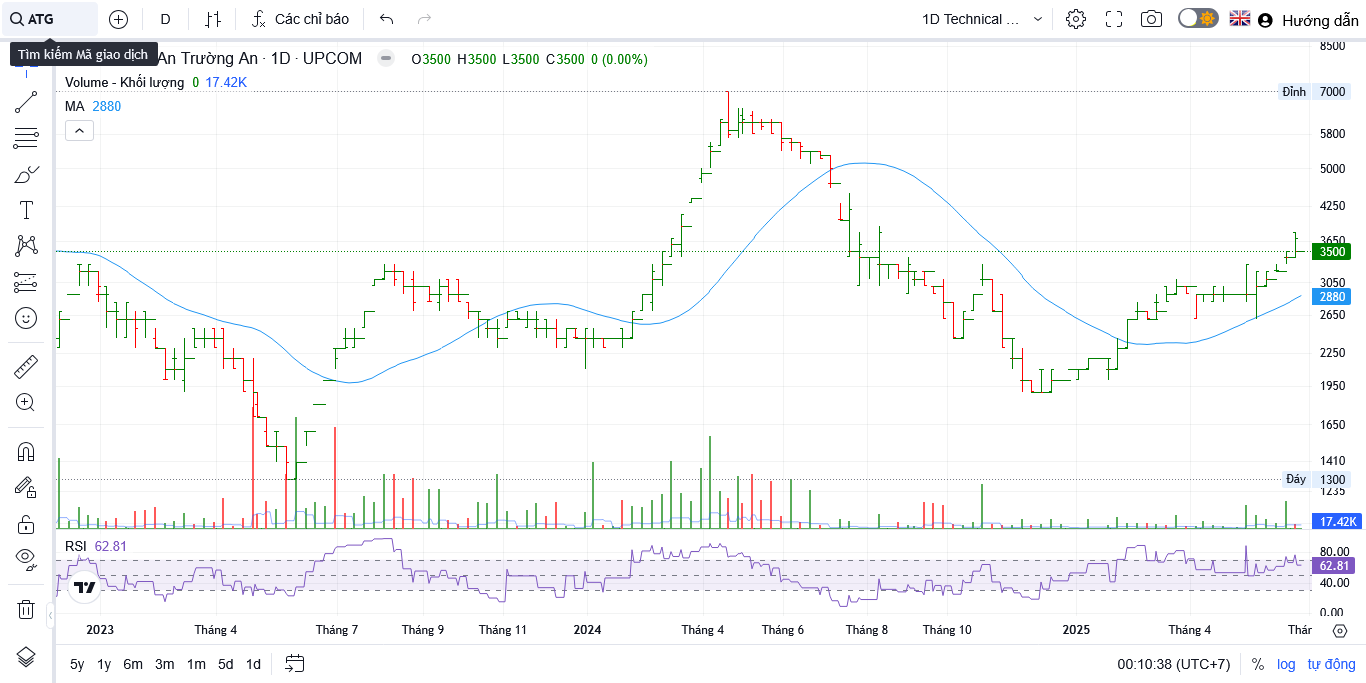 ATG
D
Các chỉ báo
1D Technical ...
Hướng dẫn
Tìm kiếm Mã giao dịch
An Trường An · 1D · UPCOM
O3500 H3500 L3500 C3500 0 (0.00%)
Volume - Khối lượng 0 17.42K
MA 2880
8500
Đỉnh 7000
5800
5000
4250
3650
3500
3050
2880
2650
2250
1950
1650
1410
Đáy 1300
1235
17.42K
RSI 62.81
80.00
62.81
40.00
0.00
2023 Tháng 4 Tháng 7 Tháng 9 Tháng 11 2024 Tháng 4 Tháng 6 Tháng 8 Tháng 10 2025 Tháng 4 Thár
5y 1y 6m 3m 1m 5d 1d
00:10:38 (UTC+7) % log tự động